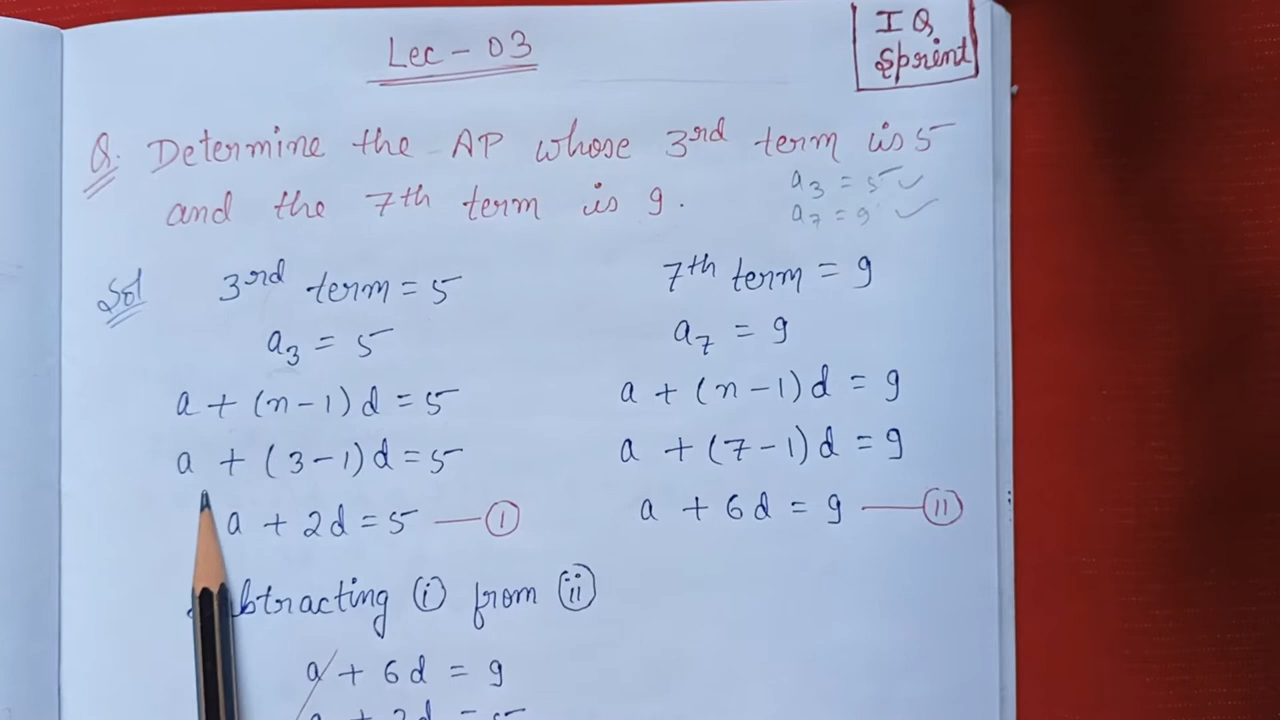 Lec - 03
IQ
Sprint
Q. Determine the AP whose 3rd term is 5
and the 7th term is 9.
a3 = 5 ✓
a7 = 9 ✓
Sol
3rd term = 5
a3 = 5
a + (n-1)d = 5
a + (3-1)d = 5
a + 2d = 5 — (i)
7th term = 9
a7 = 9
a + (n-1)d = 9
a + (7-1)d = 9
a + 6d = 9 — (ii)
(i) from (ii)
a + 6d = 9